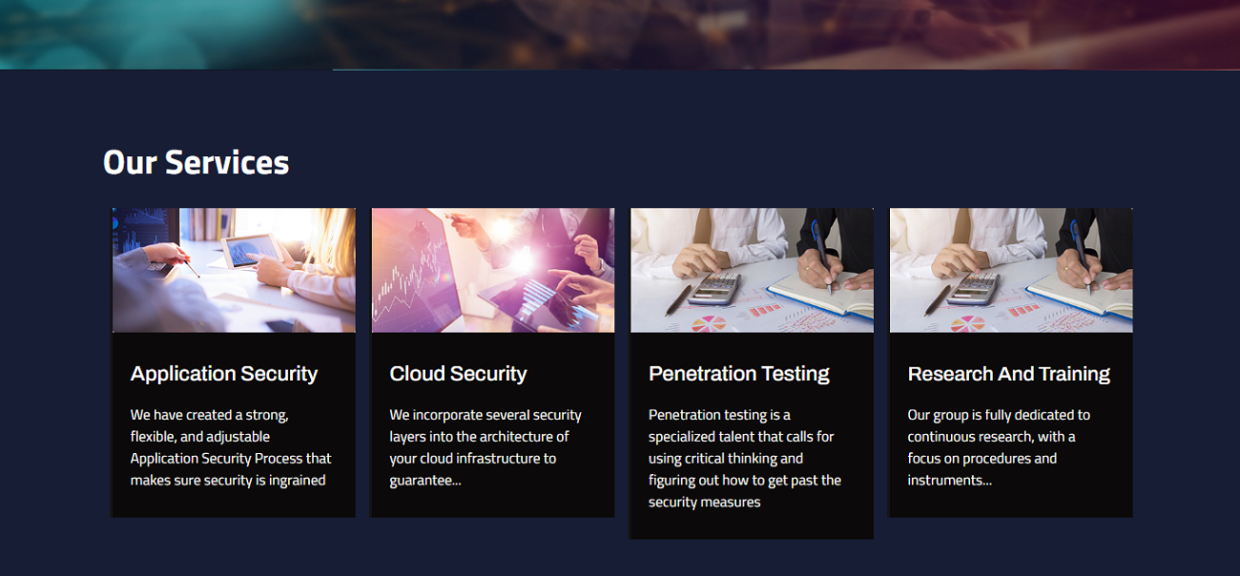 Our Services
Application Security
We have created a strong,
flexible, and adjustable
Application Security Process that
makes sure security is ingrained
Cloud Security
We incorporate several security
layers into the architecture of
your cloud infrastructure to
guarantee...
Penetration Testing
Penetration testing is a
specialized talent that calls for
using critical thinking and
figuring out how to get past the
security measures
Research And Training
Our group is fully dedicated to
continuous research, with a
focus on procedures and
instruments...